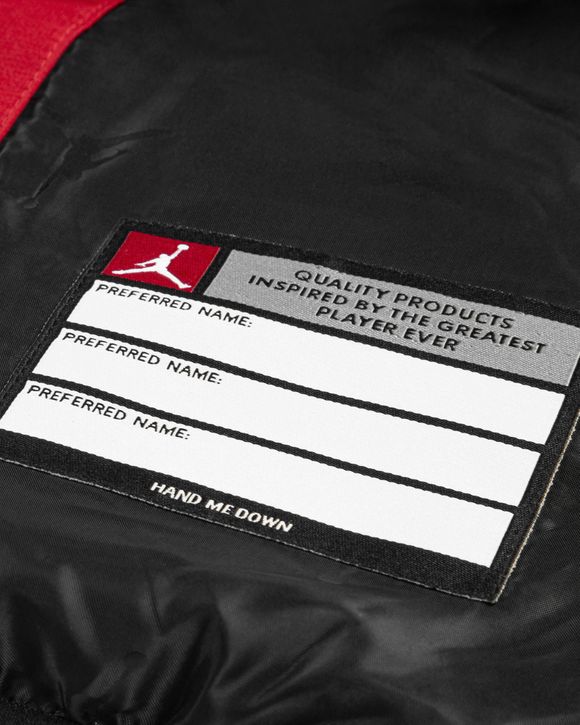 QUALITY PRODUCTS
INSPIRED BY THE GREATEST
PLAYER EVER
PREFERRED NAME:
PREFERRED NAME:
PREFERRED NAME:
HAND ME DOWN